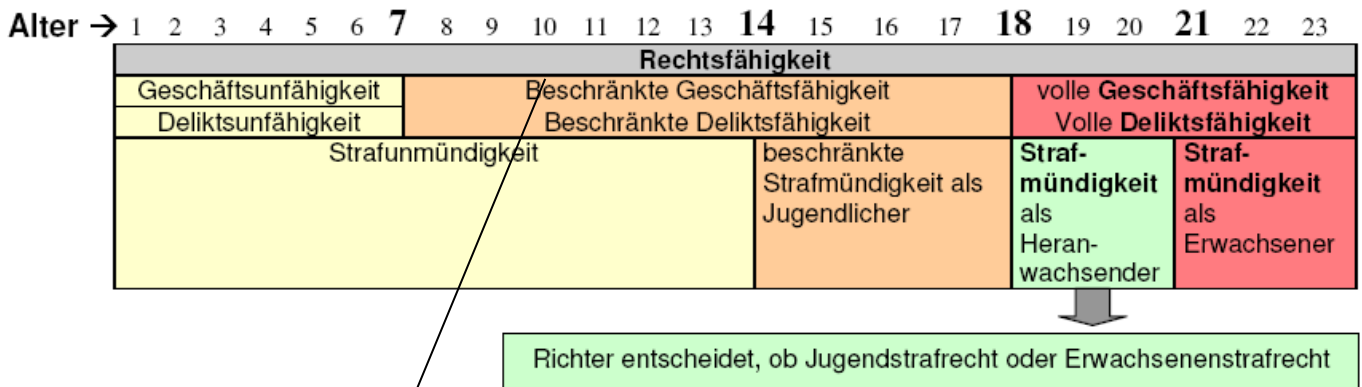 Alter → 1 2 3 4 5 6 7 8 9 10 11 12 13 14 15 16 17 18 19 20 21 22 23
Rechtsfähigkeit
Geschäftsunfähigkeit Beschränkte Geschäftsfähigkeit volle Geschäftsfähigkeit
Deliktsunfähigkeit Beschränkte Deliktsfähigkeit Volle Deliktsfähigkeit
Strafunmündigkeit
beschränkte
Strafmündigkeit als
Jugendlicher
Straf-
mündigkeit
als
Heran-
wachsender
Straf-
mündigkeit
als
Erwachsener
Richter entscheidet, ob Jugendstrafrecht oder Erwachsenenstrafrecht